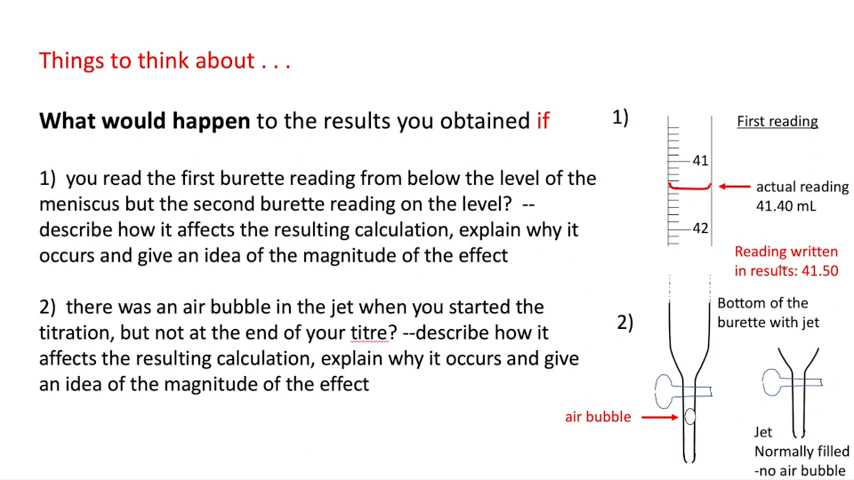 Things to think about . . .
What would happen to the results you obtained if
1) you read the first burette reading from below the level of the
meniscus but the second burette reading on the level? --
describe how it affects the resulting calculation, explain why it
occurs and give an idea of the magnitude of the effect
2) there was an air bubble in the jet when you started the
titration, but not at the end of your titre? --describe how it
affects the resulting calculation, explain why it occurs and give
an idea of the magnitude of the effect
1)
First reading
41
actual reading
41.40 mL
42
Reading written
in results: 41.50
2)
Bottom of the
burette with jet
air bubble
Jet
Normally filled
-no air bubble